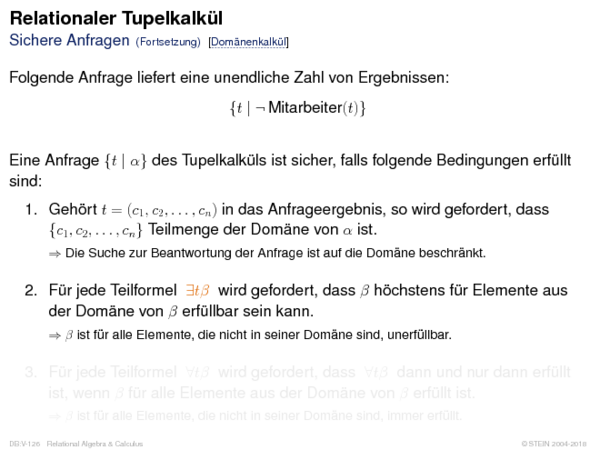 Relationaler Tupelkalkül
Sichere Anfragen (Fortsetzung) [Domänenkalkül]
Folgende Anfrage liefert eine unendliche Zahl von Ergebnissen:
{t | ¬ Mitarbeiter(t)}
Eine Anfrage {t | α} des Tupelkalküls ist sicher, falls folgende Bedingungen erfüllt
sind:
1. Gehört t = (c₁, c₂, . . . , cₙ) in das Anfrageergebnis, so wird gefordert, dass
{c₁, c₂, . . . , cₙ} Teilmenge der Domäne von α ist.
⇒ Die Suche zur Beantwortung der Anfrage ist auf die Domäne beschränkt.
2. Für jede Teilformel ∃tβ wird gefordert, dass β höchstens für Elemente aus
der Domäne von β erfüllbar sein kann.
⇒ β ist für alle Elemente, die nicht in seiner Domäne sind, unerfüllbar.
3. Für jede Teilformel ∀tβ wird gefordert, dass ∀tβ dann und nur dann erfüllt
ist, wenn β für alle Elemente aus der Domäne von β erfüllt ist.
⇒ β ist für alle Elemente, die nicht in seiner Domäne sind, immer erfüllt.
DB:V-126 Relational Algebra & Calculus
© STEIN 2004-2016